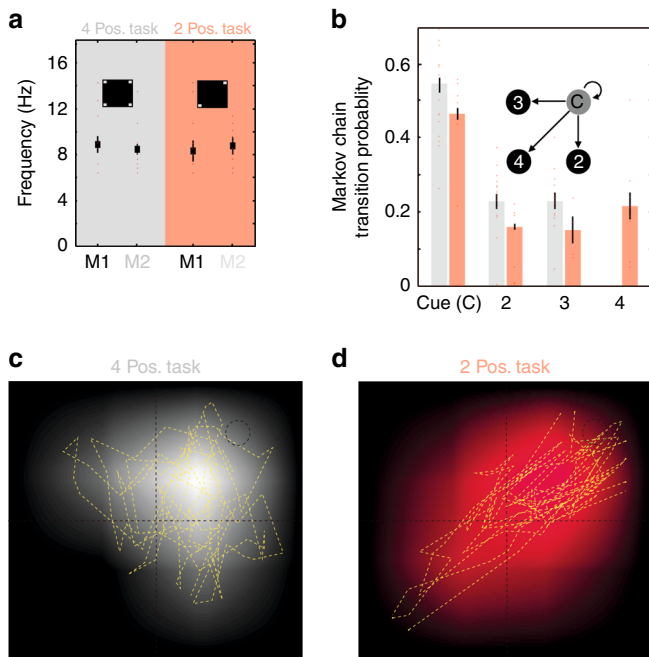 a
4 Pos. task 2 Pos. task
16
12
8
4
0
Frequency (Hz)
M1 M2 M1 M2
b
0.6
0.4
0.2
0
Markov chain
transition probablity
C
3
4
2
Cue (C) 2 3 4
c
4 Pos. task
d
2 Pos. task